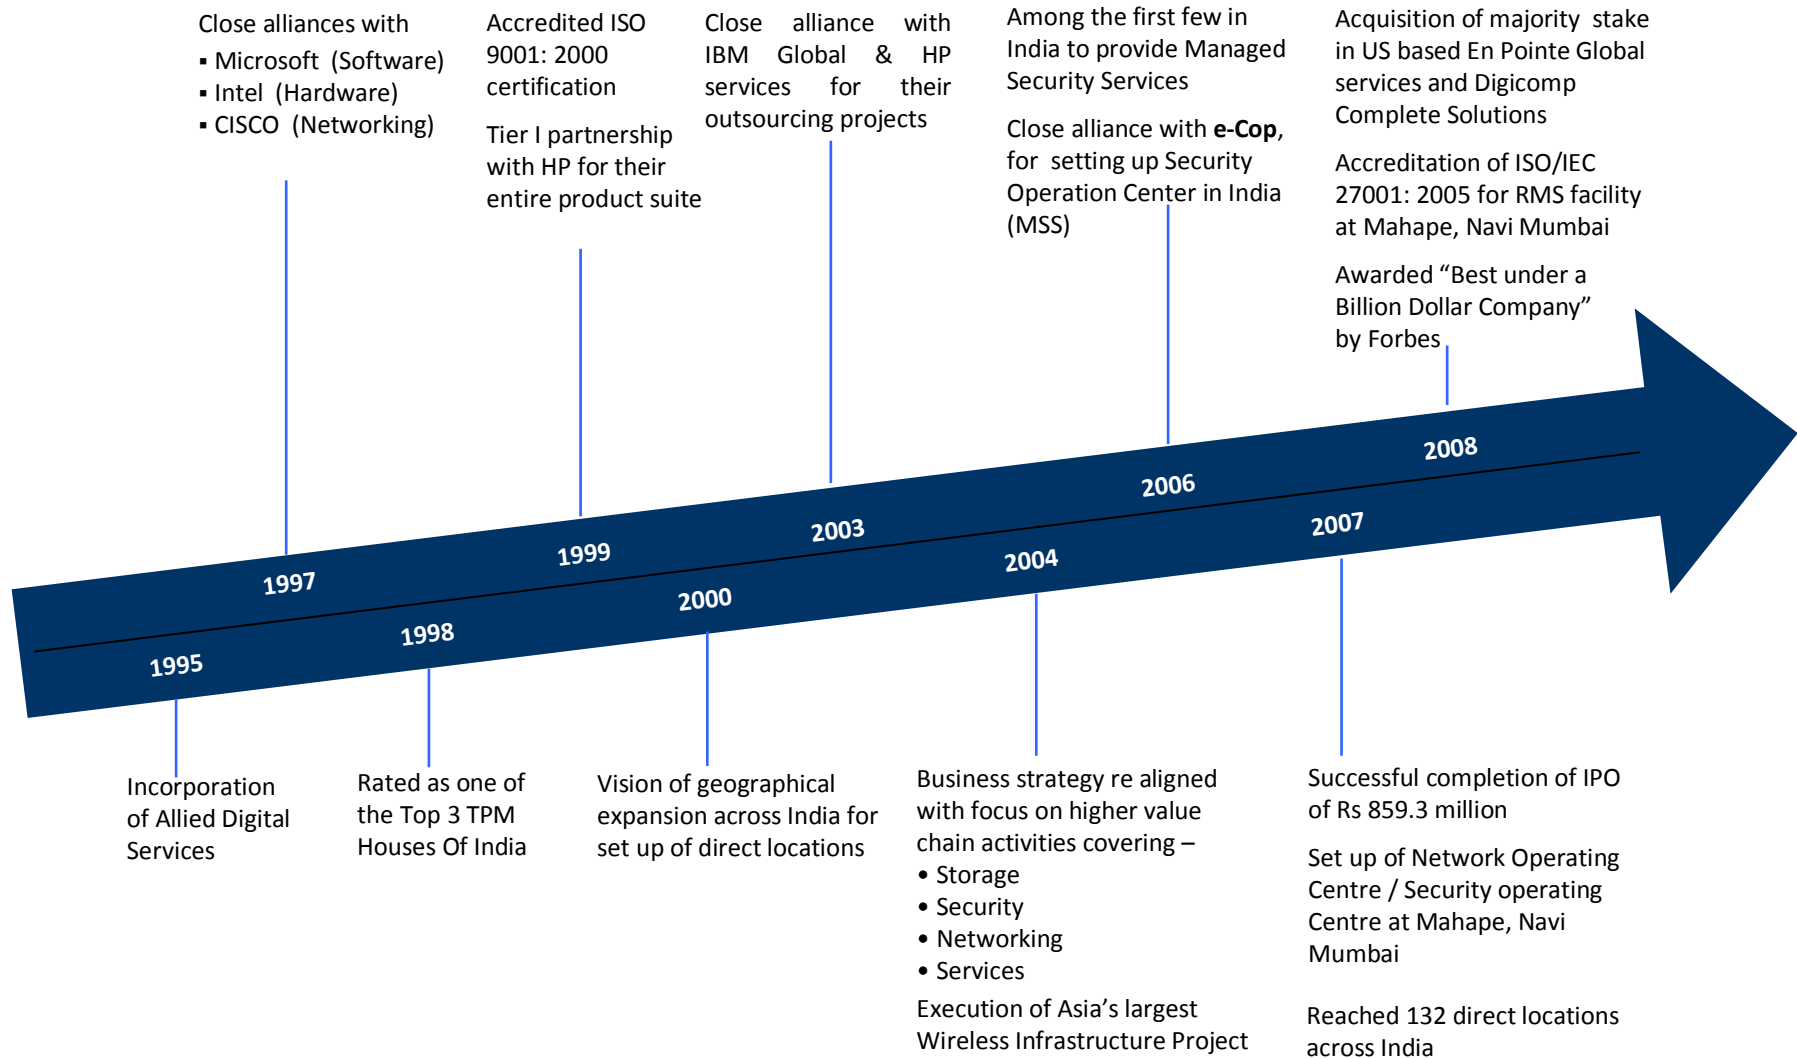 Close alliances with
▪ Microsoft (Software)
▪ Intel (Hardware)
▪ CISCO (Networking)
Accredited ISO
9001: 2000
certification
Tier I partnership
with HP for their
entire product suite
Close alliance with
IBM Global & HP
services for their
outsourcing projects
Among the first few in
India to provide Managed
Security Services
Close alliance with e-Cop,
for setting up Security
Operation Center in India
(MSS)
Acquisition of majority stake
in US based En Pointe Global
services and Digicomp
Complete Solutions
Accreditation of ISO/IEC
27001: 2005 for RMS facility
at Mahape, Navi Mumbai
Awarded “Best under a
Billion Dollar Company”
by Forbes
1997
1999
2003
2006
2008
1995
1998
2000
2004
2007
Incorporation
of Allied Digital
Services
Rated as one of
the Top 3 TPM
Houses Of India
Vision of geographical
expansion across India for
set up of direct locations
Business strategy re aligned
with focus on higher value
chain activities covering –
• Storage
• Security
• Networking
• Services
Execution of Asia’s largest
Wireless Infrastructure Project
Successful completion of IPO
of Rs 859.3 million
Set up of Network Operating
Centre / Security operating
Centre at Mahape, Navi
Mumbai
Reached 132 direct locations
across India